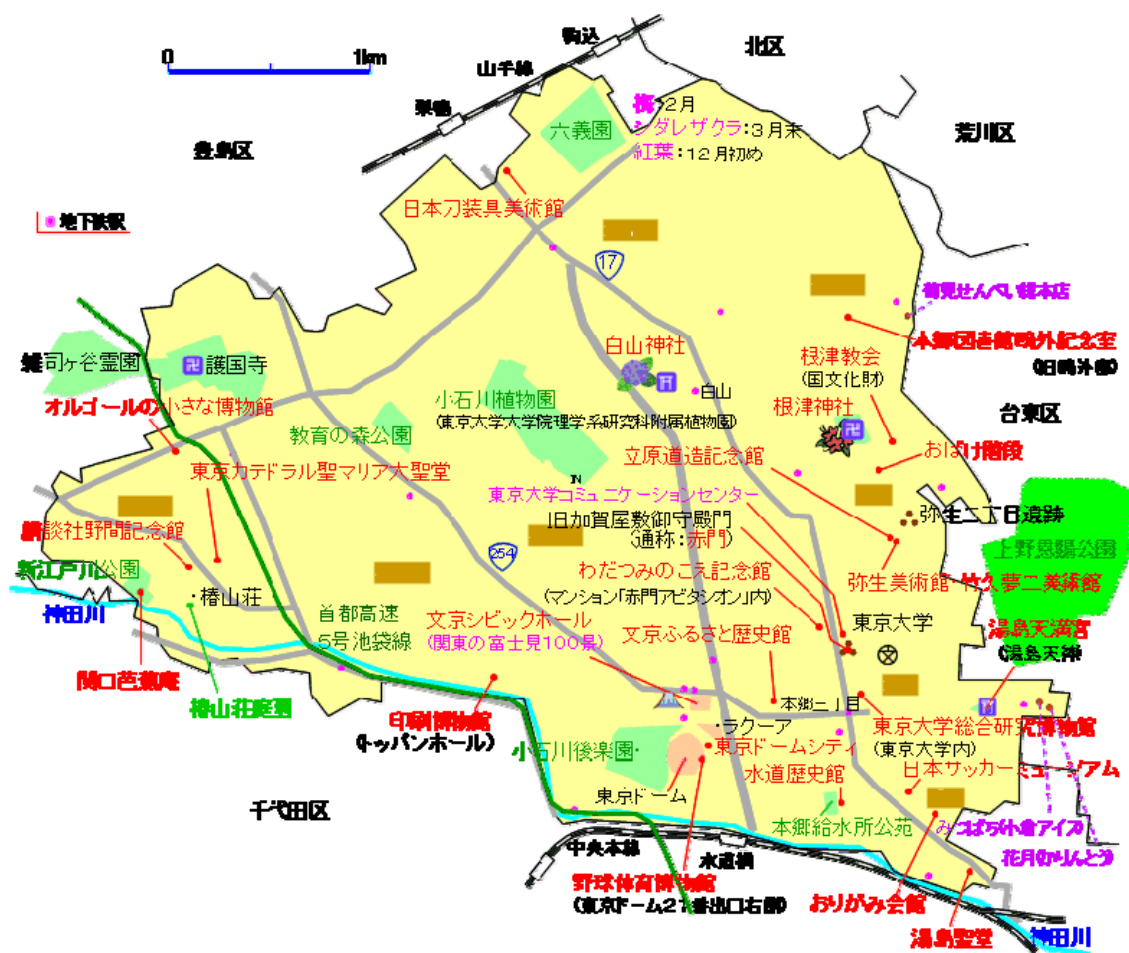 駒込
北区
0 1km
山手線
巣鴨
梅:2月
シダレザクラ:3月末
紅葉:12月初め
六義園
荒川区
豊島区
日本刀装具美術館
地下鉄駅
17
菊見せんべい総本店
本郷図書館鴎外記念室
(旧鴎外邸)
白山神社
根津教会
(国文化財)
雑司ヶ谷霊園
護国寺
白山
小石川植物園
(東京大学大学院理学系研究科附属植物園)
オルゴールの小さな博物館
根津神社
台東区
教育の森公園
おばけ階段
東京カテドラル聖マリア大聖堂
立原道造記念館
IN
東京大学コミュニケーションセンター
旧加賀屋敷御守殿門
(通称:赤門)
弥生二丁目遺跡
講談社野間記念館
上野恩賜公園
254
新江戸川公園
わだつみのこえ記念館
(マンション「赤門アビタシオン」内)
弥生美術館・竹久夢二美術館
・椿山荘
神田川
首都高速
5号池袋線
文京シビックホール
(関東の富士見100景)
文京ふるさと歴史館
東京大学
湯島天満宮
(湯島天神)
関口芭蕉庵
椿山荘庭園
本郷三丁目
印刷博物館
(トッパンホール)
・ラクーア
東京大学総合研究博物館
(東京大学内)
小石川後楽園
東京ドームシティ
水道歴史館
日本サッカーミュージアム
東京ドーム
千代田区
本郷給水所公苑
みつばち(小倉アイス)
中央本線
水道橋
花月(かりんとう)
野球体育博物館
(東京ドーム21番出口右側)
おりがみ会館
湯島聖堂
神田川